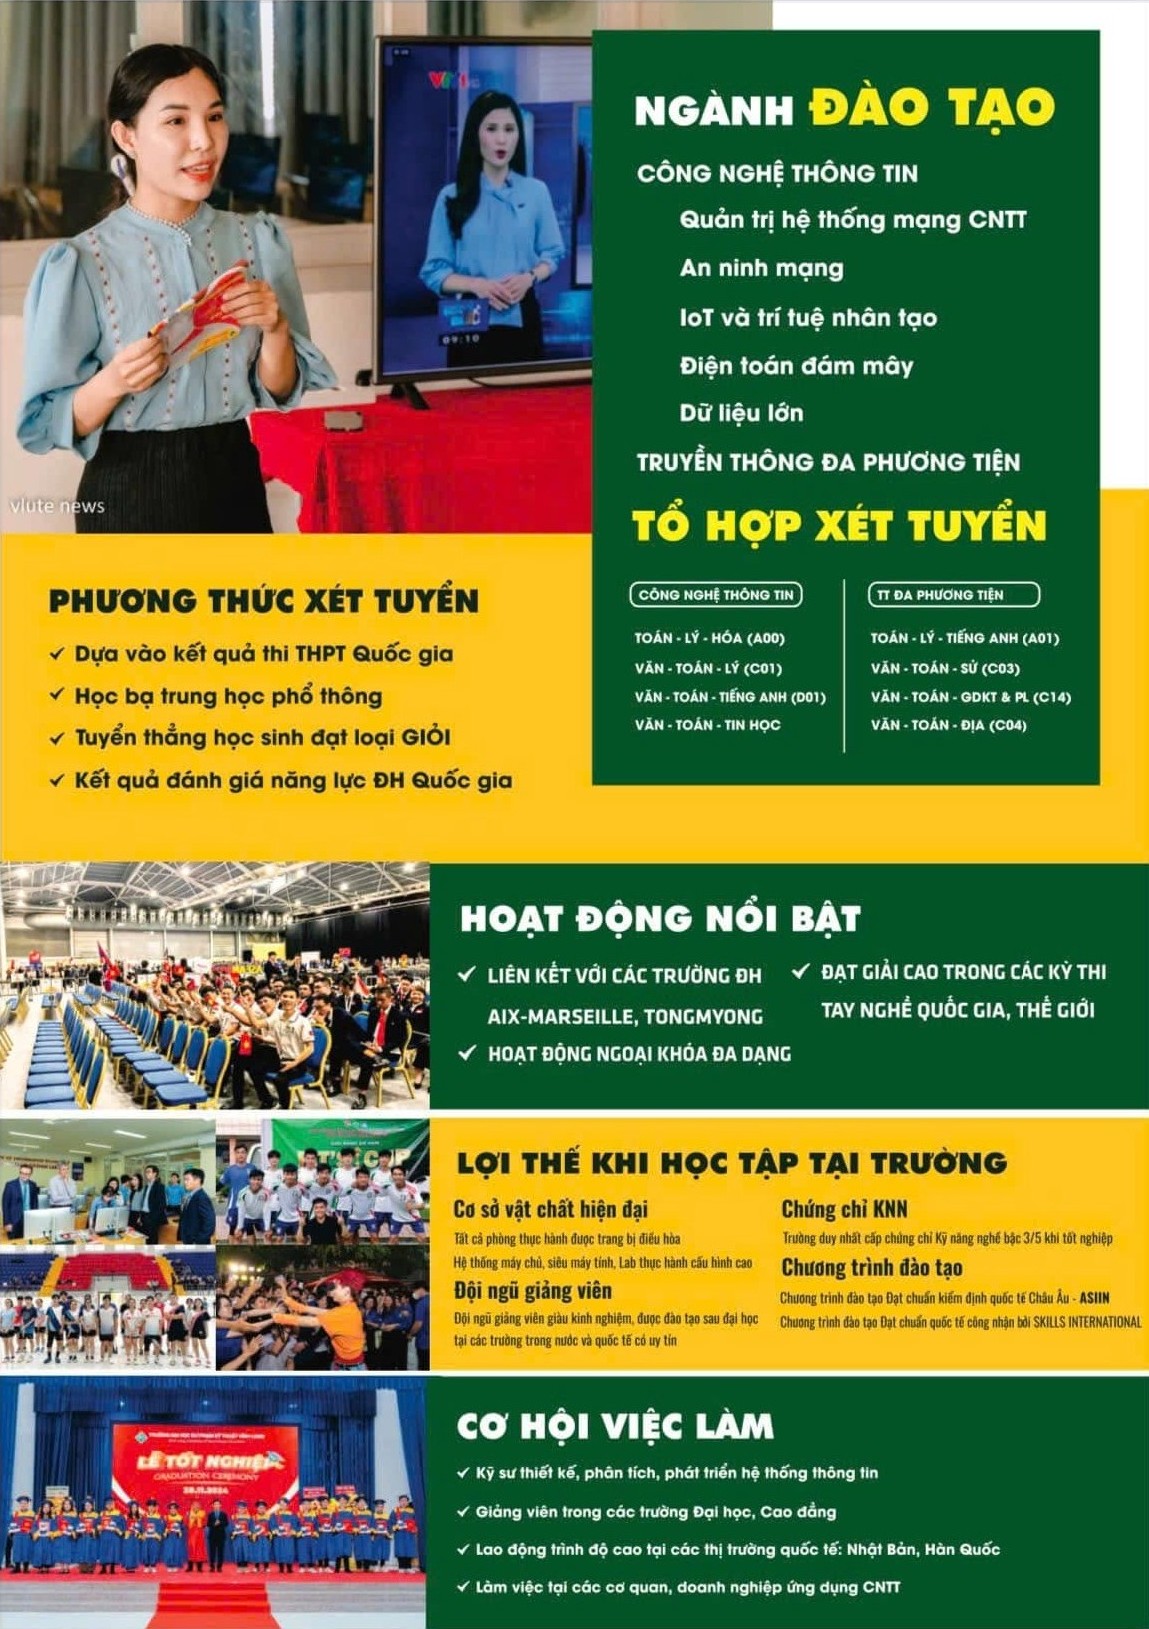 VTV1
09:10
vlute news
NGÀNH ĐÀO TẠO
CÔNG NGHỆ THÔNG TIN
Quản trị hệ thống mạng CNTT
An ninh mạng
IoT và trí tuệ nhân tạo
Điện toán đám mây
Dữ liệu lớn
TRUYỀN THÔNG ĐA PHƯƠNG TIỆN
TỔ HỢP XÉT TUYỂN
CÔNG NGHỆ THÔNG TIN
TOÁN - LÝ - HÓA (A00)
VĂN - TOÁN - LÝ (C01)
VĂN - TOÁN - TIẾNG ANH (D01)
VĂN - TOÁN - TIN HỌC
TT ĐA PHƯƠNG TIỆN
TOÁN - LÝ - TIẾNG ANH (A01)
VĂN - TOÁN - SỬ (C03)
VĂN - TOÁN - GDKT & PL (C14)
VĂN - TOÁN - ĐỊA (C04)
PHƯƠNG THỨC XÉT TUYỂN
✓ Dựa vào kết quả thi THPT Quốc gia
✓ Học bạ trung học phổ thông
✓ Tuyển thẳng học sinh đạt loại GIỎI
✓ Kết quả đánh giá năng lực ĐH Quốc gia
HOẠT ĐỘNG NỔI BẬT
✓ LIÊN KẾT VỚI CÁC TRƯỜNG ĐH
AIX-MARSEILLE, TONGMYONG
✓ HOẠT ĐỘNG NGOẠI KHÓA ĐA DẠNG
✓ ĐẠT GIẢI CAO TRONG CÁC KỲ THI
TAY NGHỀ QUỐC GIA, THẾ GIỚI
LỢI THẾ KHI HỌC TẬP TẠI TRƯỜNG
Cơ sở vật chất hiện đại
Tất cả phòng thực hành được trang bị điều hòa
Hệ thống máy chủ, siêu máy tính, Lab thực hành cấu hình cao
Đội ngũ giảng viên
Đội ngũ giảng viên giàu kinh nghiệm, được đào tạo sau đại học
tại các trường trong nước và quốc tế có uy tín
Chứng chỉ KNN
Trường duy nhất cấp chứng chỉ Kỹ năng nghề bậc 3/5 khi tốt nghiệp
Chương trình đào tạo
Chương trình đào tạo Đạt chuẩn kiểm định quốc tế Châu Âu - ASIIN
Chương trình đào tạo Đạt chuẩn quốc tế công nhận bởi SKILLS INTERNATIONAL
LỄ TỐT NGHIỆP
GRADUATION CEREMONY
CƠ HỘI VIỆC LÀM
✓ Kỹ sư thiết kế, phân tích, phát triển hệ thống thông tin
✓ Giảng viên trong các trường Đại học, Cao đẳng
✓ Lao động trình độ cao tại các thị trường quốc tế: Nhật Bản, Hàn Quốc
✓ Làm việc tại các cơ quan, doanh nghiệp ứng dụng CNTT